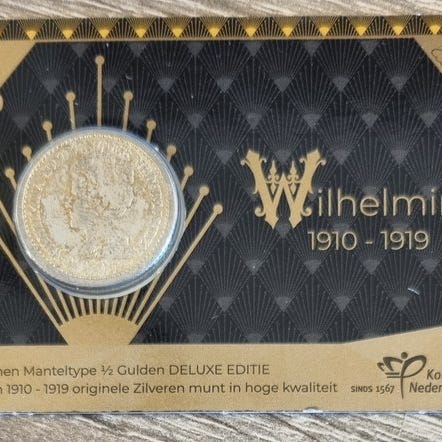 Wilhelmin
1910 - 1919
nen Manteltype ½ Gulden DELUXE EDITIE
n 1910 - 1919 originele Zilveren munt in hoge kwaliteit
SINDS 1567
Ko
Neder